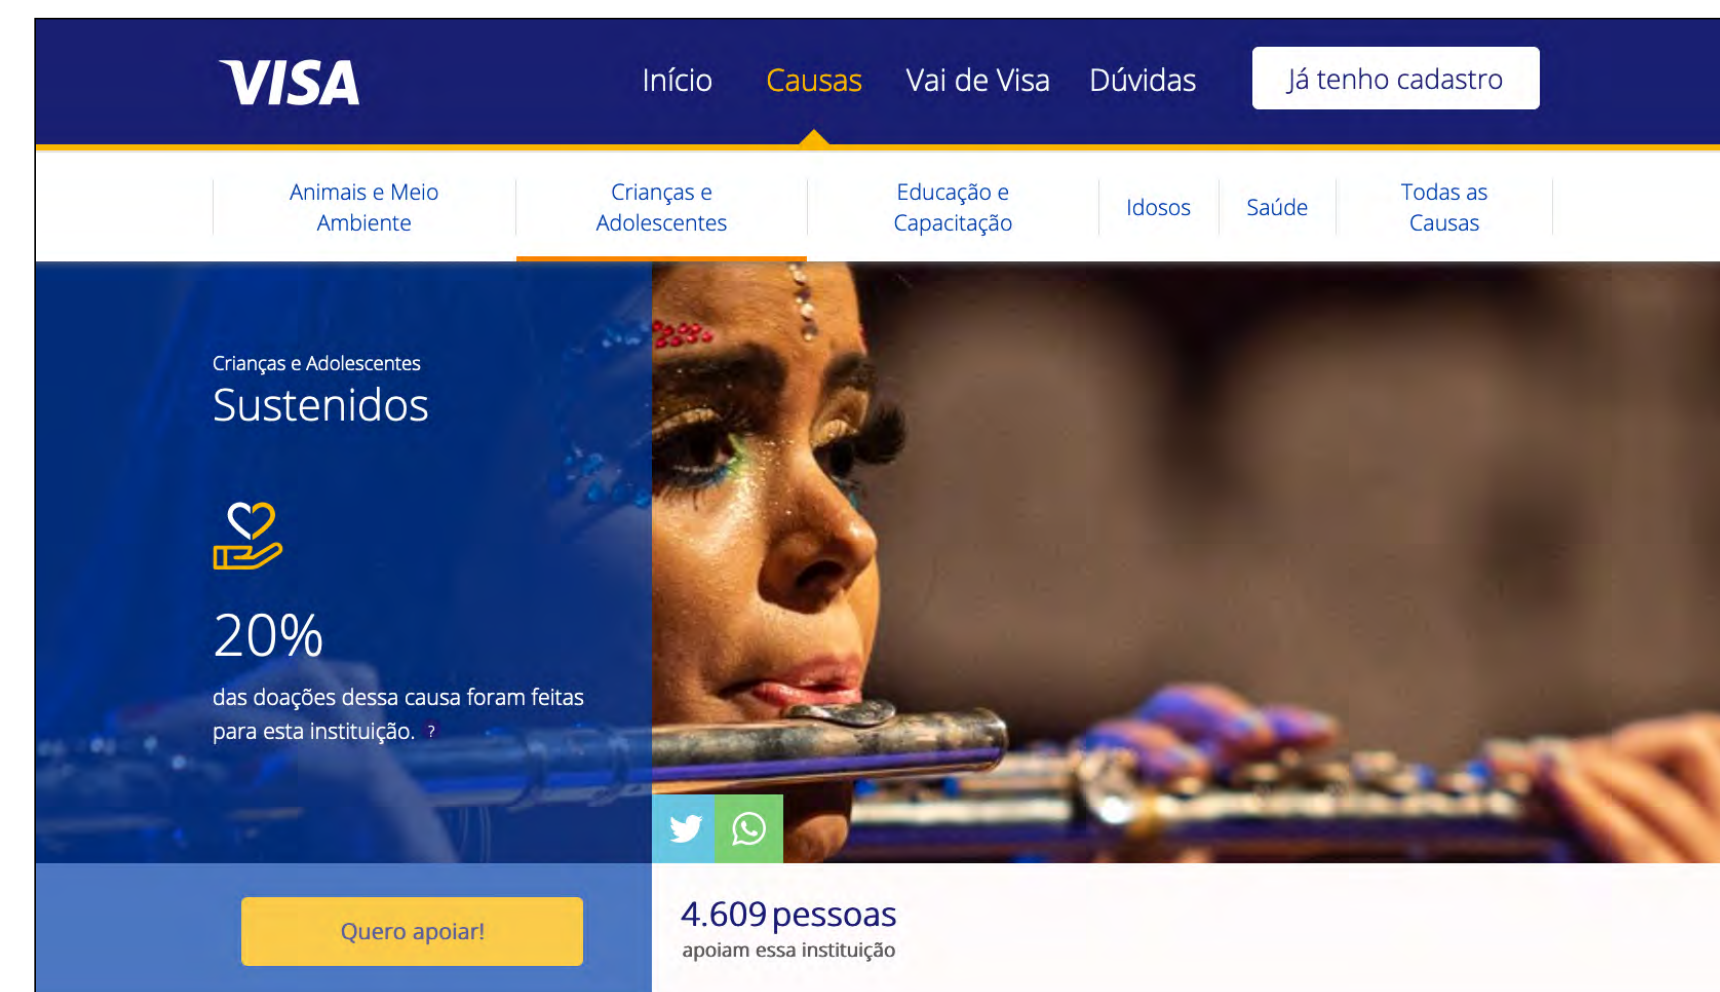 VISA
Início Causas Vai de Visa Dúvidas Já tenho cadastro
Animais e Meio
Ambiente
Crianças e
Adolescentes
Educação e
Capacitação
Idosos
Saúde
Todas as
Causas
Crianças e Adolescentes
Sustenidos
20%
das doações dessa causa foram feitas
para esta instituição. ?
Quero apoiar!
4.609 pessoas
apoiam essa instituição